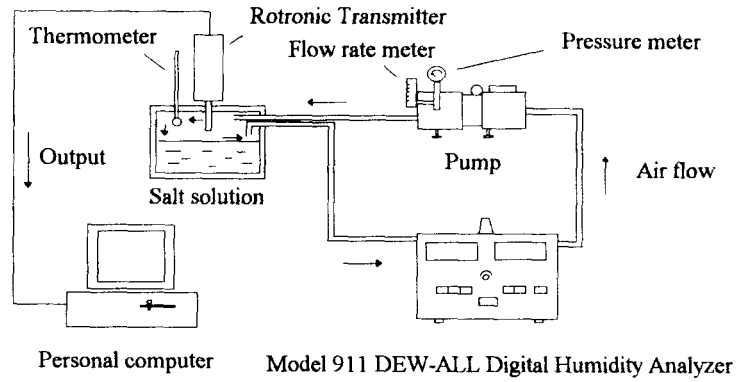 Rotronic Transmitter
Thermometer
Flow rate meter
Pressure meter
Output
Salt solution
Pump
Air flow
Personal computer
Model 911 DEW-ALL Digital Humidity Analyzer